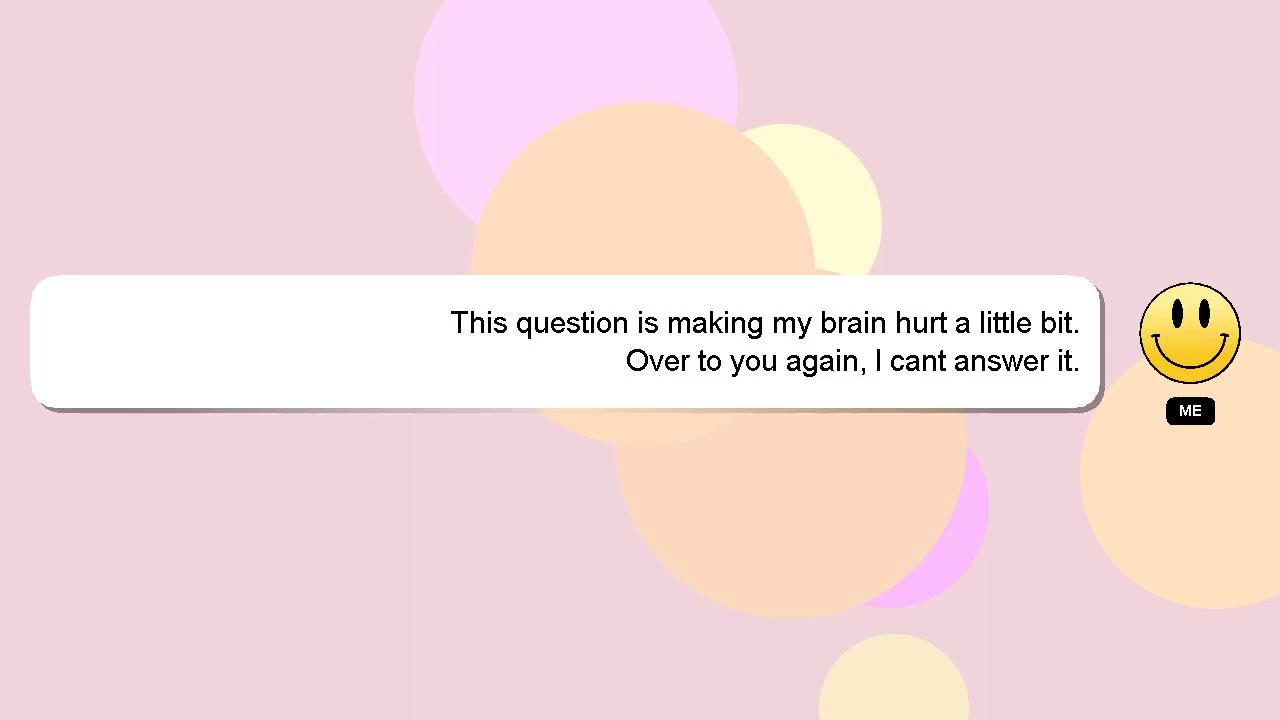 This question is making my brain hurt a little bit.
Over to you again, I cant answer it.
ME